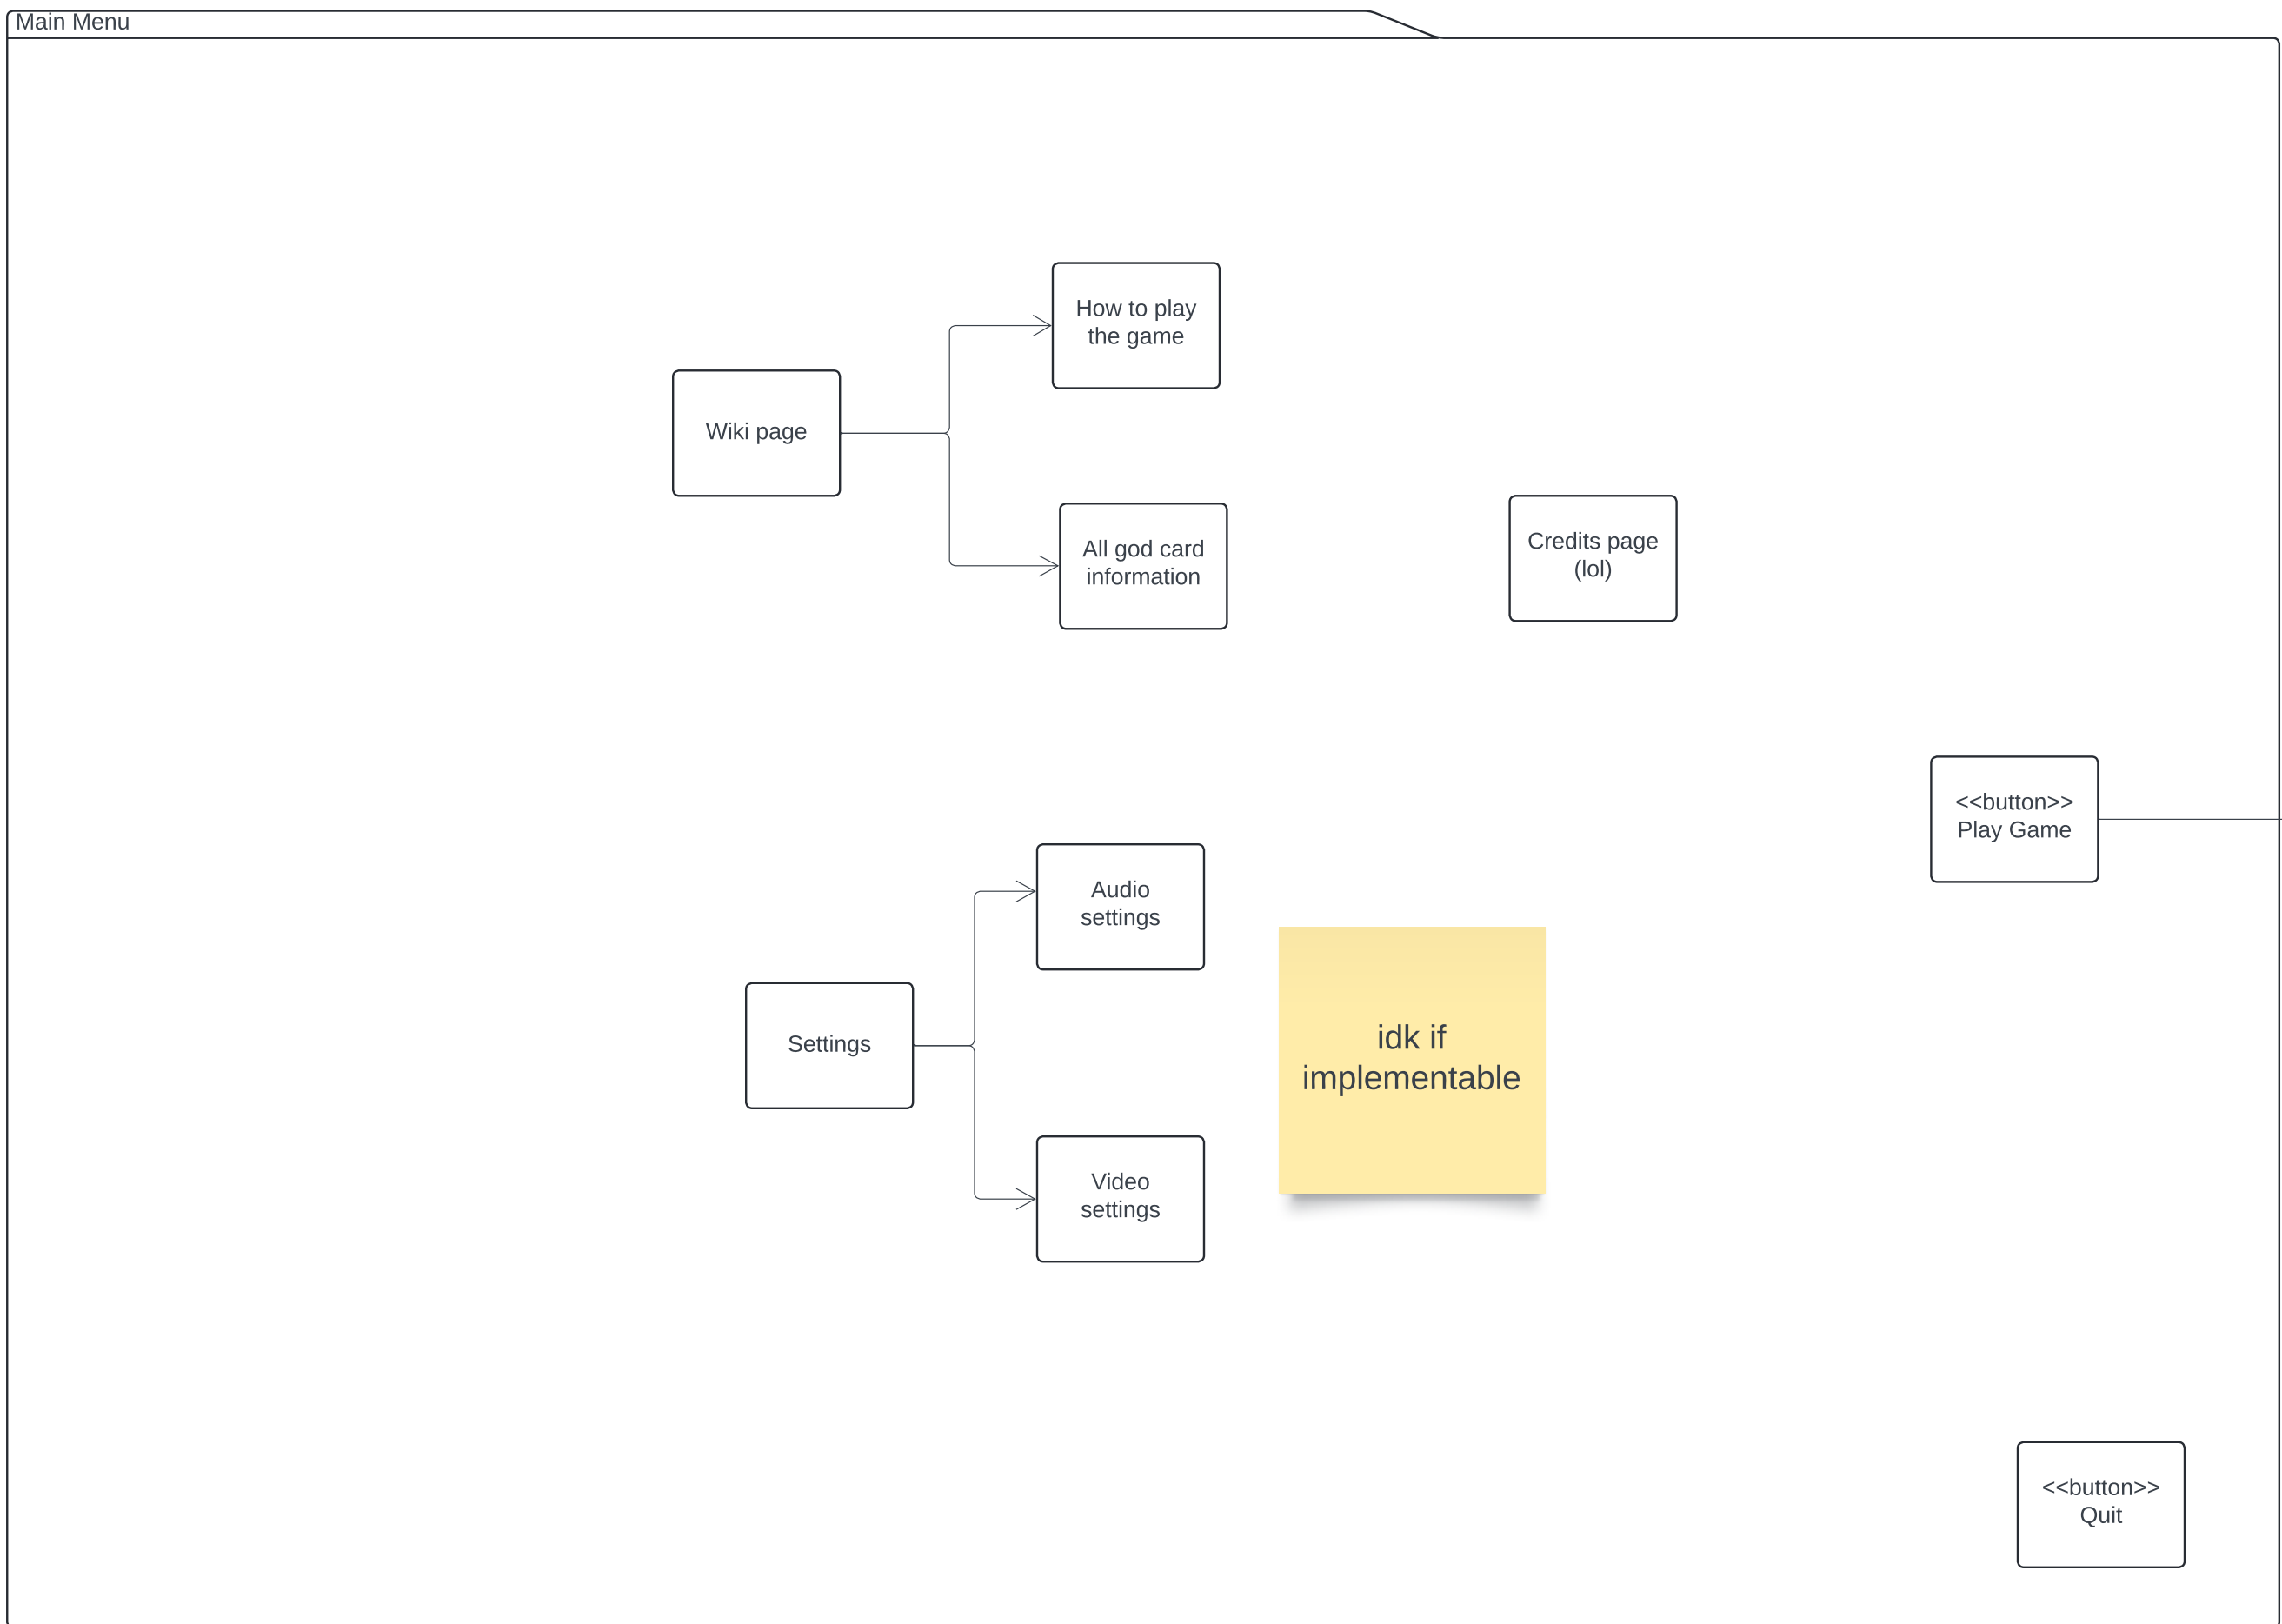 Main Menu
How to play
the game
Wiki page
All god card
information
Credits page
(lol)
<<button>>
Play Game
Audio
settings
Settings
idk if
implementable
Video
settings
<<button>>
Quit